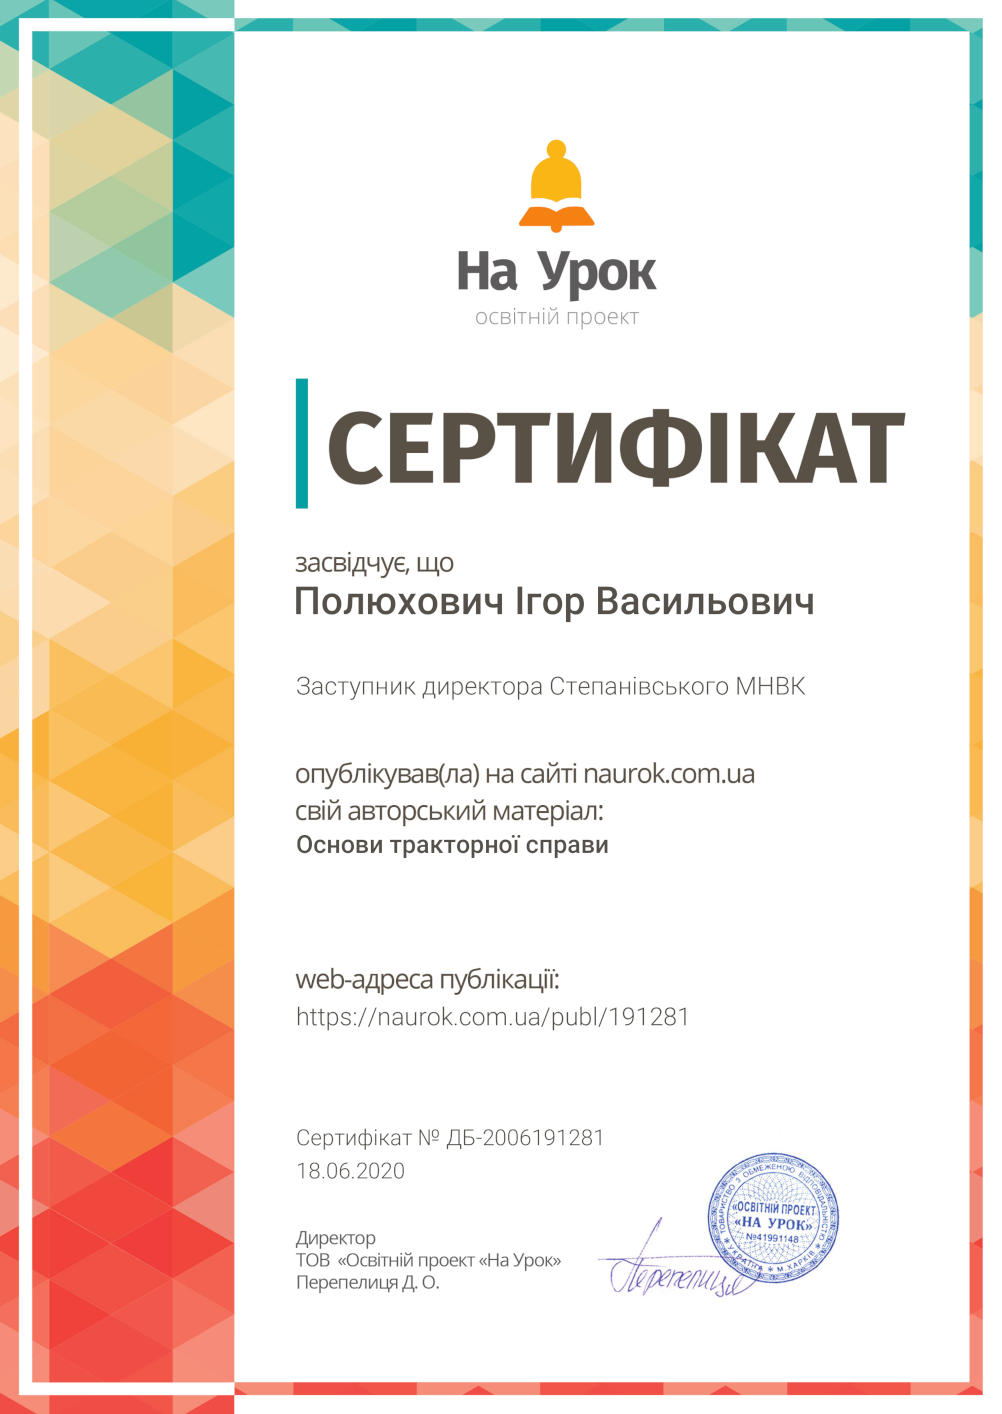 На Урок
освітній проект
СЕРТИФІКАТ
засвідчує, що
Полюхович Ігор Васильович
Заступник директора Степанівського МНВК
опублікував(ла) на сайті naurok.com.ua
свій авторський матеріал:
Основи тракторної справи
web-адреса публікації:
https://naurok.com.ua/publ/191281
Сертифікат № ДБ-2006191281
18.06.2020
Директор
ТОВ «Освітній проект «На Урок»
Перепелиця Д. О.
Перепелиця
ТОВАРИСТВО З ОБМЕЖЕНОЮ ВІДПОВІДАЛЬНІСТЮ
«ОСВІТНІЙ ПРОЕКТ
«НА УРОК»
№41991148
* УКРАЇНА * М.ХАРКІВ *